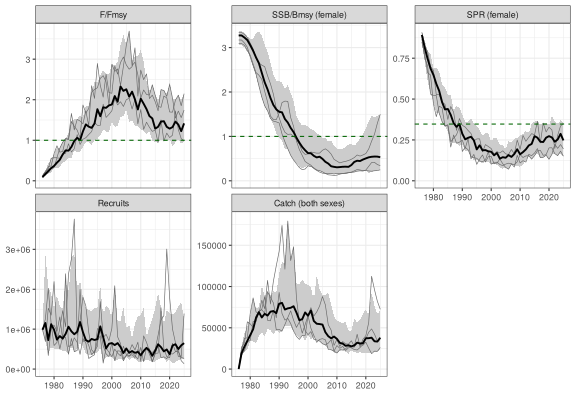 F/Fmsy
SSB/Bmsy (female)
SPR (female)
3
2
1
0
3
2
1
0
0.75
0.50
0.25
0.00
1980 1990 2000 2010 2020
Recruits
Catch (both sexes)
3e+06
2e+06
1e+06
0e+00
150000
100000
50000
0
1980 1990 2000 2010 2020
1980 1990 2000 2010 2020